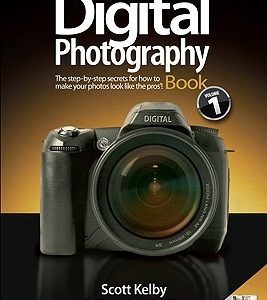 Digital
Photography
Book
The step-by-step secrets for how to
make your photos look like the pros'!
VOLUME
1
DIGITAL
Scott Kelby